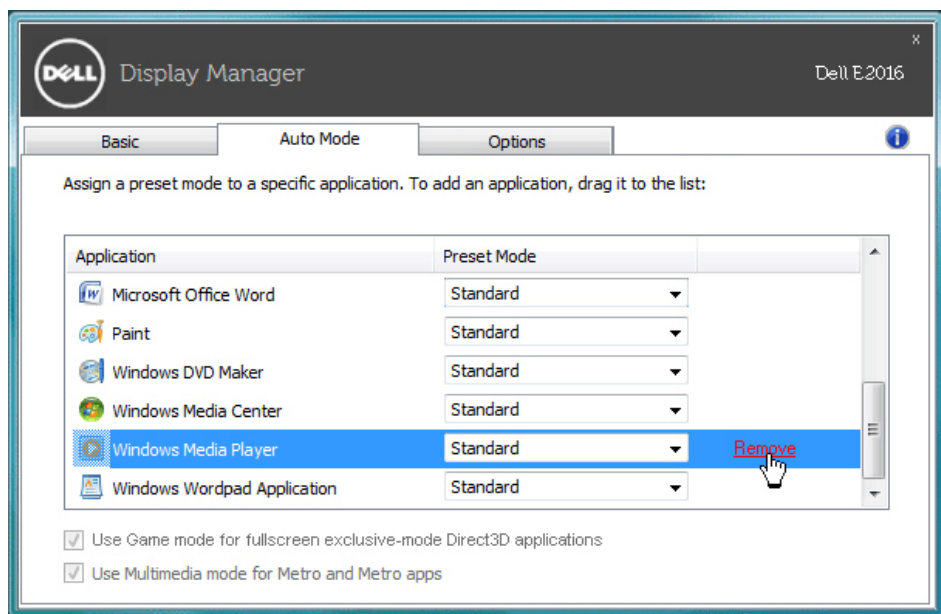 x
DELL Display Manager Dell E2016
Basic Auto Mode Options
Assign a preset mode to a specific application. To add an application, drag it to the list:
Application Preset Mode
Microsoft Office Word Standard
Paint Standard
Windows DVD Maker Standard
Windows Media Center Standard
Windows Media Player Standard Remove
Windows Wordpad Application Standard
Use Game mode for fullscreen exclusive-mode Direct3D applications
Use Multimedia mode for Metro and Metro apps